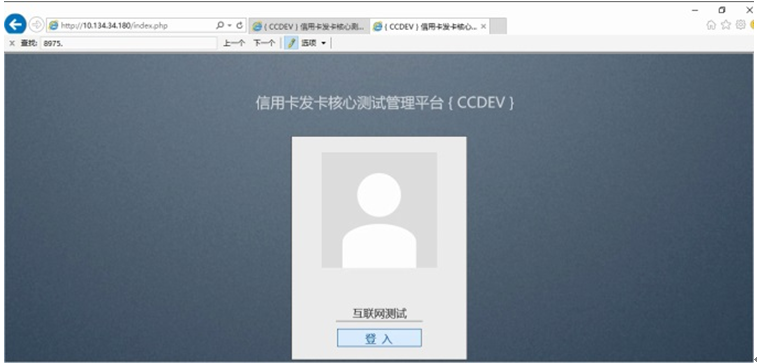 http://10.134.34.180/index.php
{ CCDEV } 信用卡发卡核心测...
{ CCDEV } 信用卡发卡核心...
查找: 8975.
上一个 下一个 选项
信用卡发卡核心测试管理平台 { CCDEV }
互联网测试
登 入